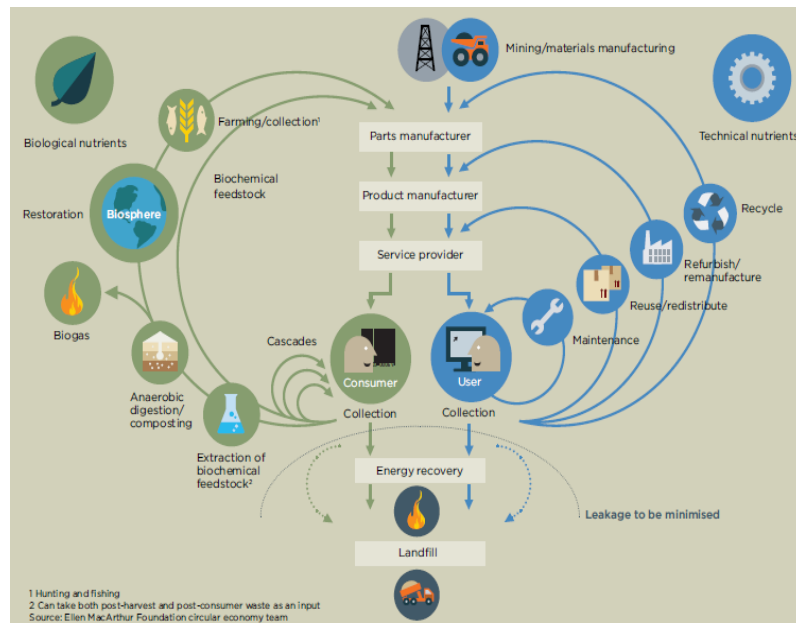 Mining/materials manufacturing
Biological nutrients
Farming/collection¹
Technical nutrients
Parts manufacturer
Biochemical
feedstock
Product manufacturer
Restoration
Biosphere
Recycle
Service provider
Refurbish/
remanufacture
Reuse/redistribute
Biogas
Cascades
Maintenance
Consumer
User
Anaerobic
digestion/
composting
Collection
Collection
Extraction of
biochemical
feedstock²
Energy recovery
Leakage to be minimised
Landfill
1 Hunting and fishing
2 Can take both post-harvest and post-consumer waste as an input
Source: Ellen MacArthur Foundation circular economy team